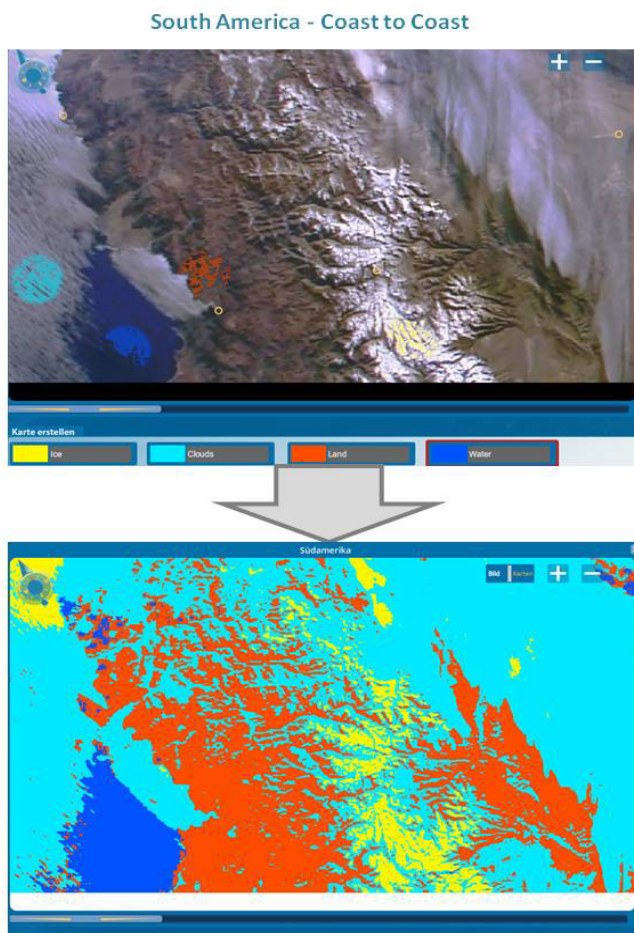 South America - Coast to Coast
Karte erstellen
Ice
Clouds
Land
Water
Südamerika
Bild
Karten